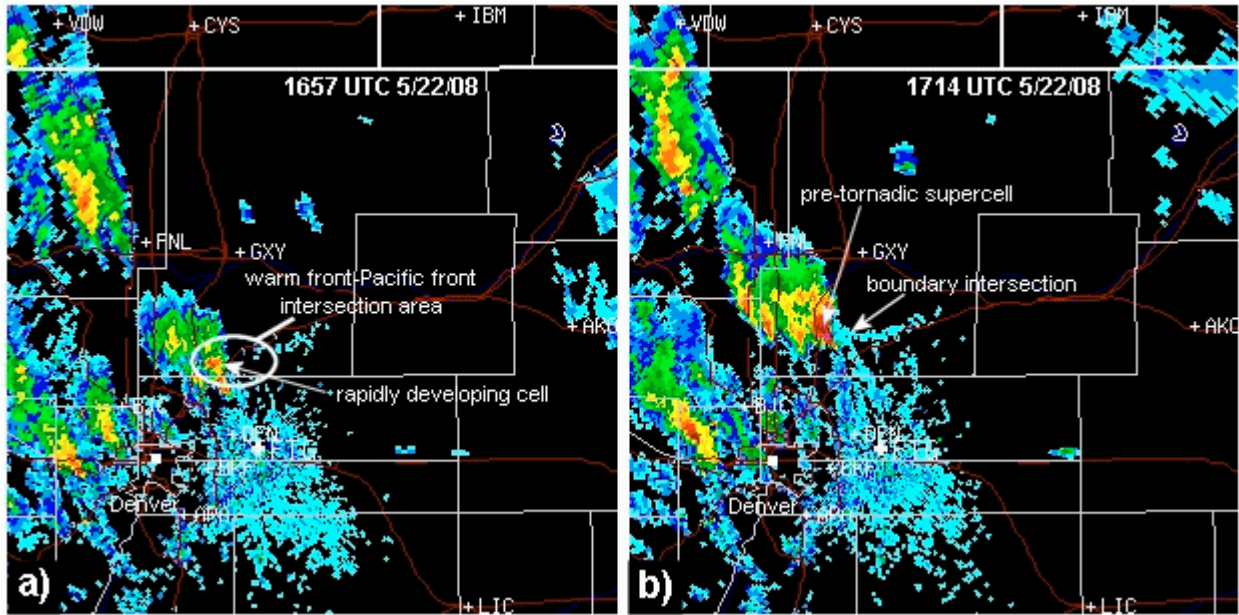 + VDW
+ CYS
+ IBM
1657 UTC 5/22/08
+ FNL
+ GXY
warm front-Pacific front
intersection area
+ AKO
rapidly developing cell
Denver
+ LIC
a)
+ VDW
+ CYS
+ IBM
1714 UTC 5/22/08
pre-tornadic supercell
+ GXY
boundary intersection
+ AKO
Denver
+ LIC
b)